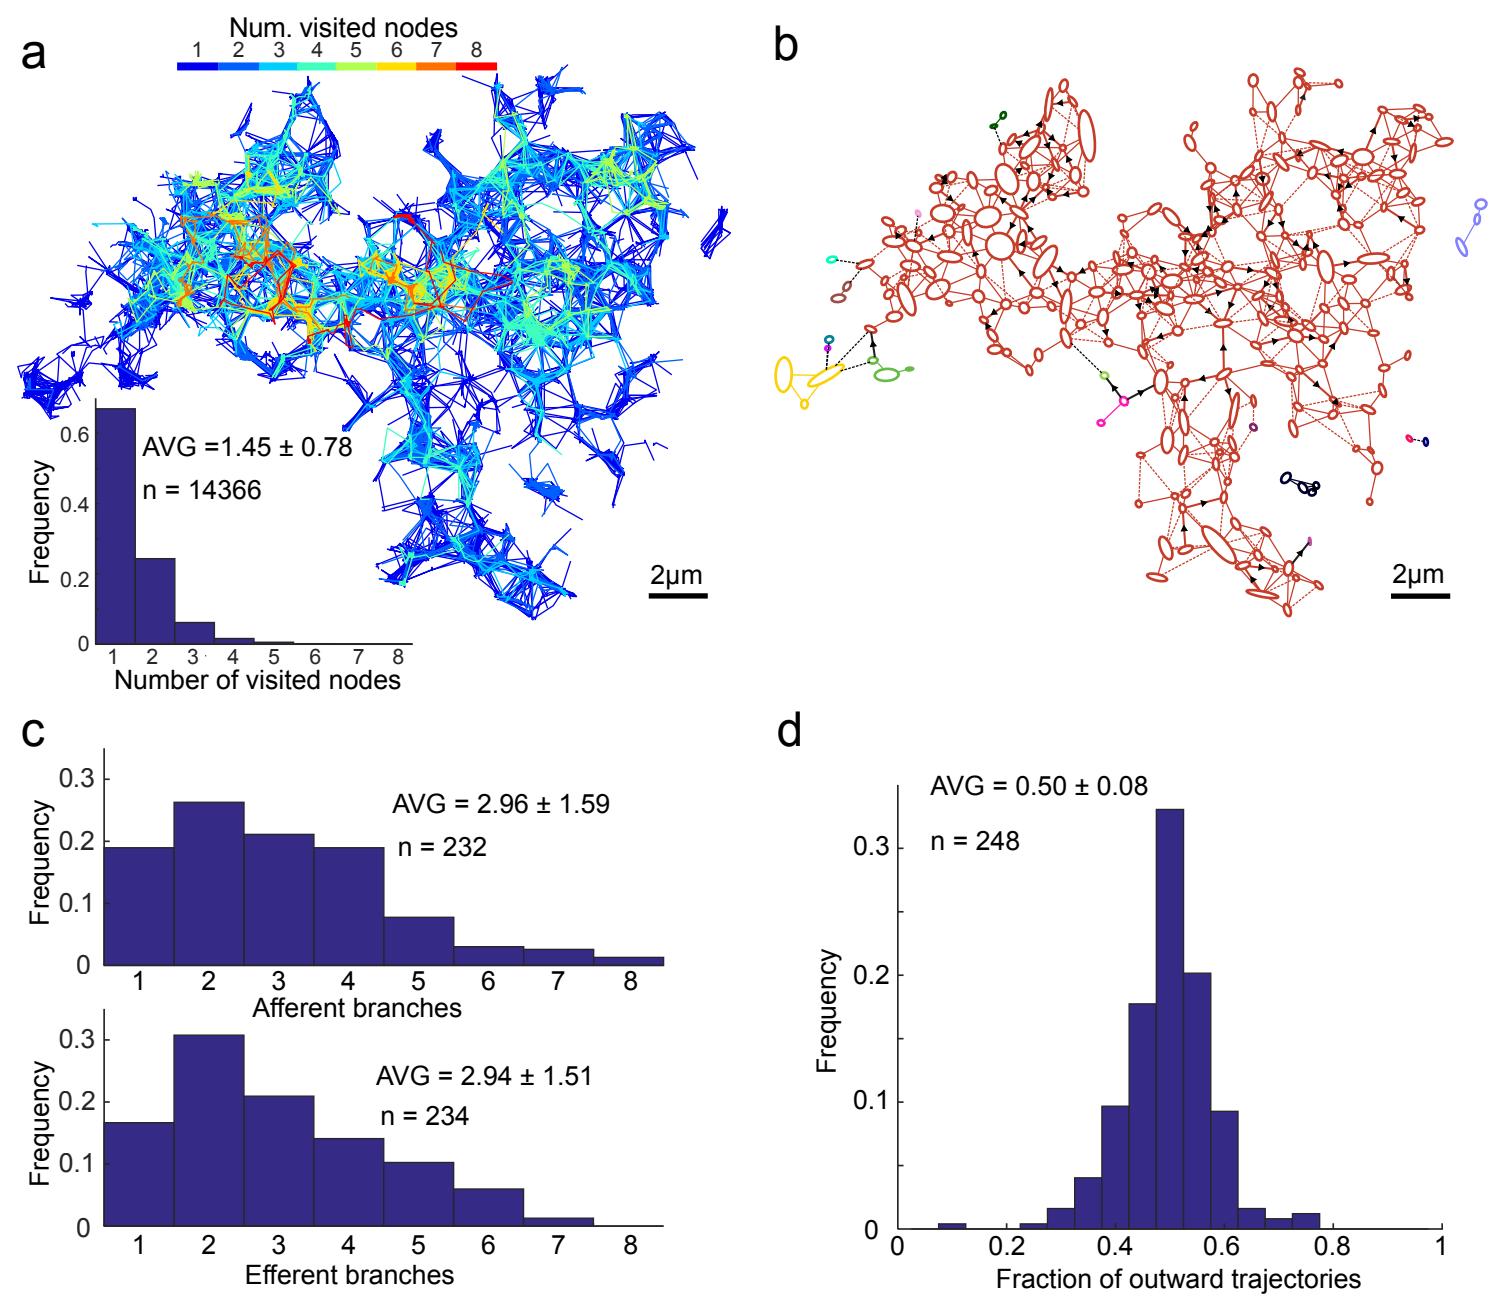 a
Num. visited nodes
1 2 3 4 5 6 7 8
AVG =1.45 ± 0.78
n = 14366
Frequency
0.6
0.4
0.2
0
1 2 3 4 5 6 7 8
Number of visited nodes
2µm
b
2µm
c
AVG = 2.96 ± 1.59
n = 232
Frequency
0.3
0.2
0.1
0
1 2 3 4 5 6 7 8
Afferent branches
AVG = 2.94 ± 1.51
n = 234
Frequency
0.3
0.2
0.1
0
1 2 3 4 5 6 7 8
Efferent branches
d
AVG = 0.50 ± 0.08
n = 248
Frequency
0.3
0.2
0.1
0
0 0.2 0.4 0.6 0.8 1
Fraction of outward trajectories